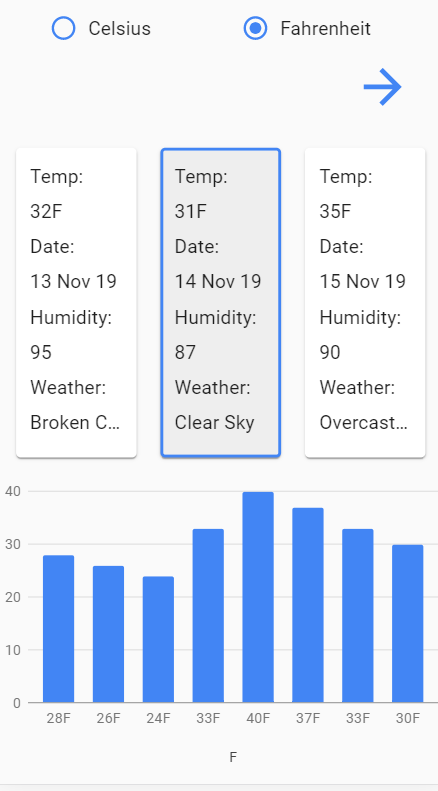 Celsius
Fahrenheit
Temp:
32F
Date:
13 Nov 19
Humidity:
95
Weather:
Broken C...
Temp:
31F
Date:
14 Nov 19
Humidity:
87
Weather:
Clear Sky
Temp:
35F
Date:
15 Nov 19
Humidity:
90
Weather:
Overcast...
40
30
20
10
0
28F 26F 24F 33F 40F 37F 33F 30F
F